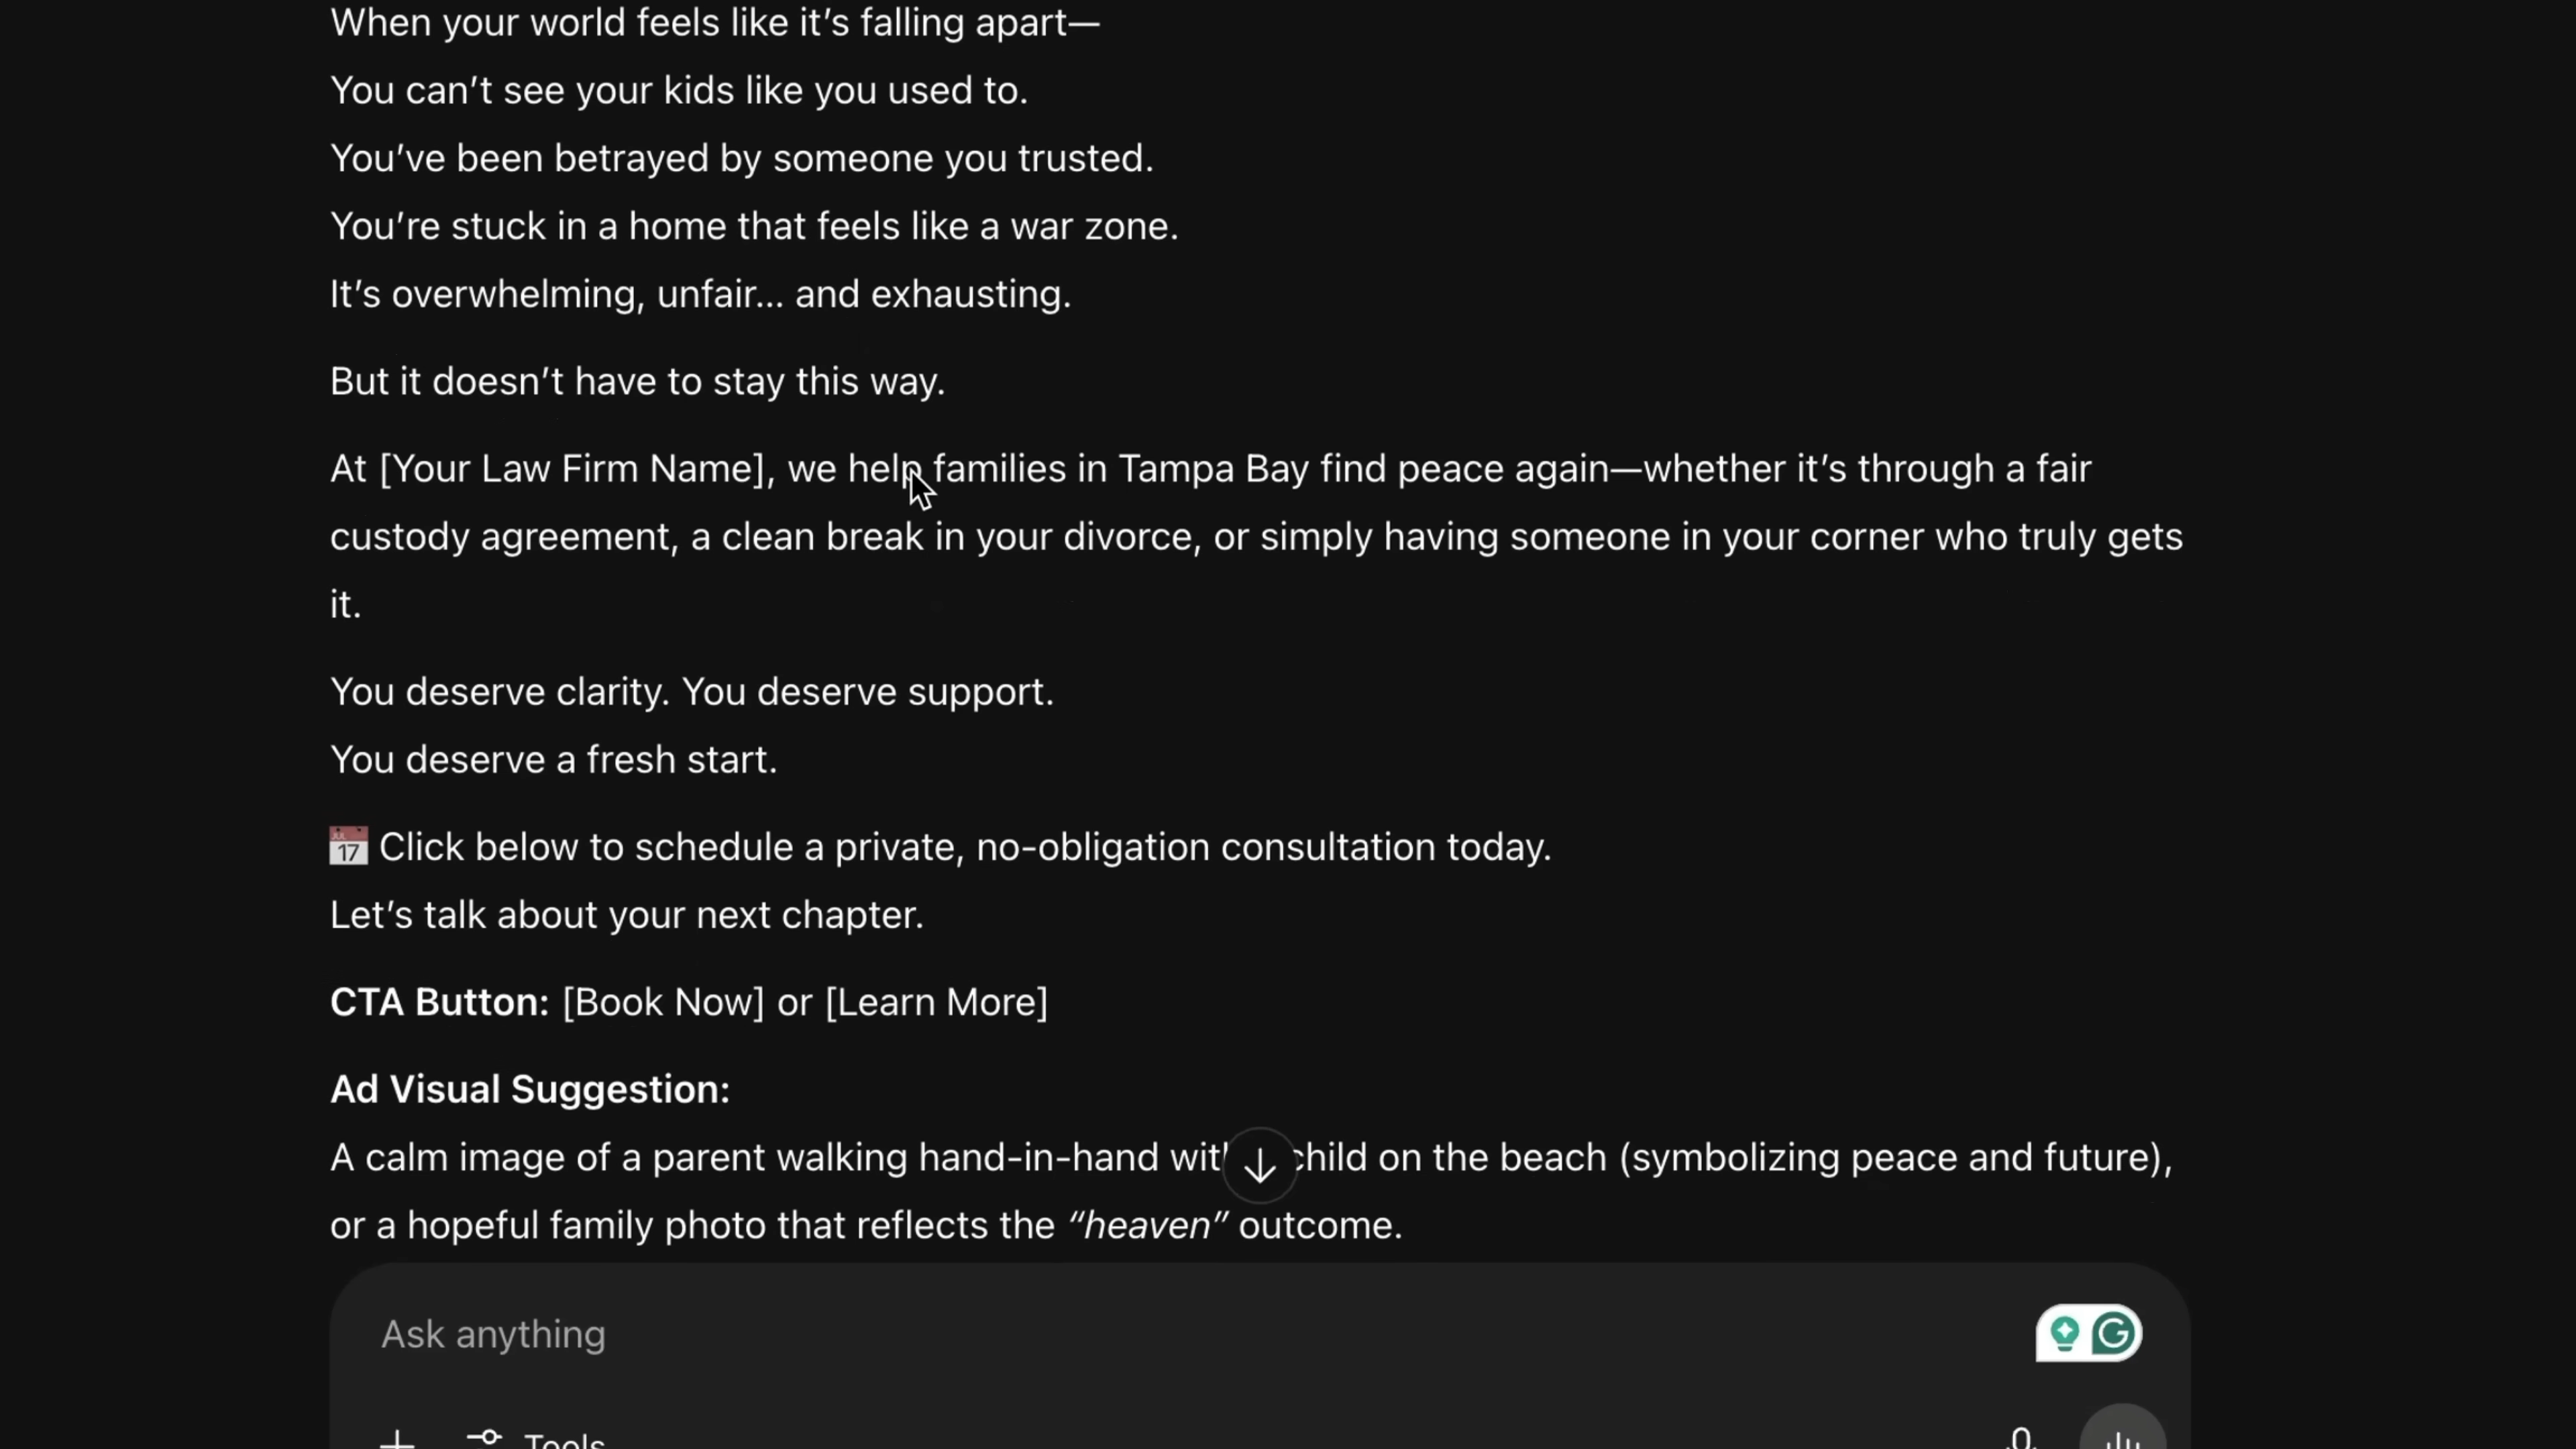 When your world feels like it’s falling apart—
You can’t see your kids like you used to.
You’ve been betrayed by someone you trusted.
You’re stuck in a home that feels like a war zone.
It’s overwhelming, unfair... and exhausting.
But it doesn’t have to stay this way.
At [Your Law Firm Name], we help families in Tampa Bay find peace again—whether it’s through a fair
custody agreement, a clean break in your divorce, or simply having someone in your corner who truly gets
it.
You deserve clarity. You deserve support.
You deserve a fresh start.
JUL 17 Click below to schedule a private, no-obligation consultation today.
Let’s talk about your next chapter.
CTA Button: [Book Now] or [Learn More]
Ad Visual Suggestion:
A calm image of a parent walking hand-in-hand with child on the beach (symbolizing peace and future),
or a hopeful family photo that reflects the “heaven” outcome.
Ask anything
Tools